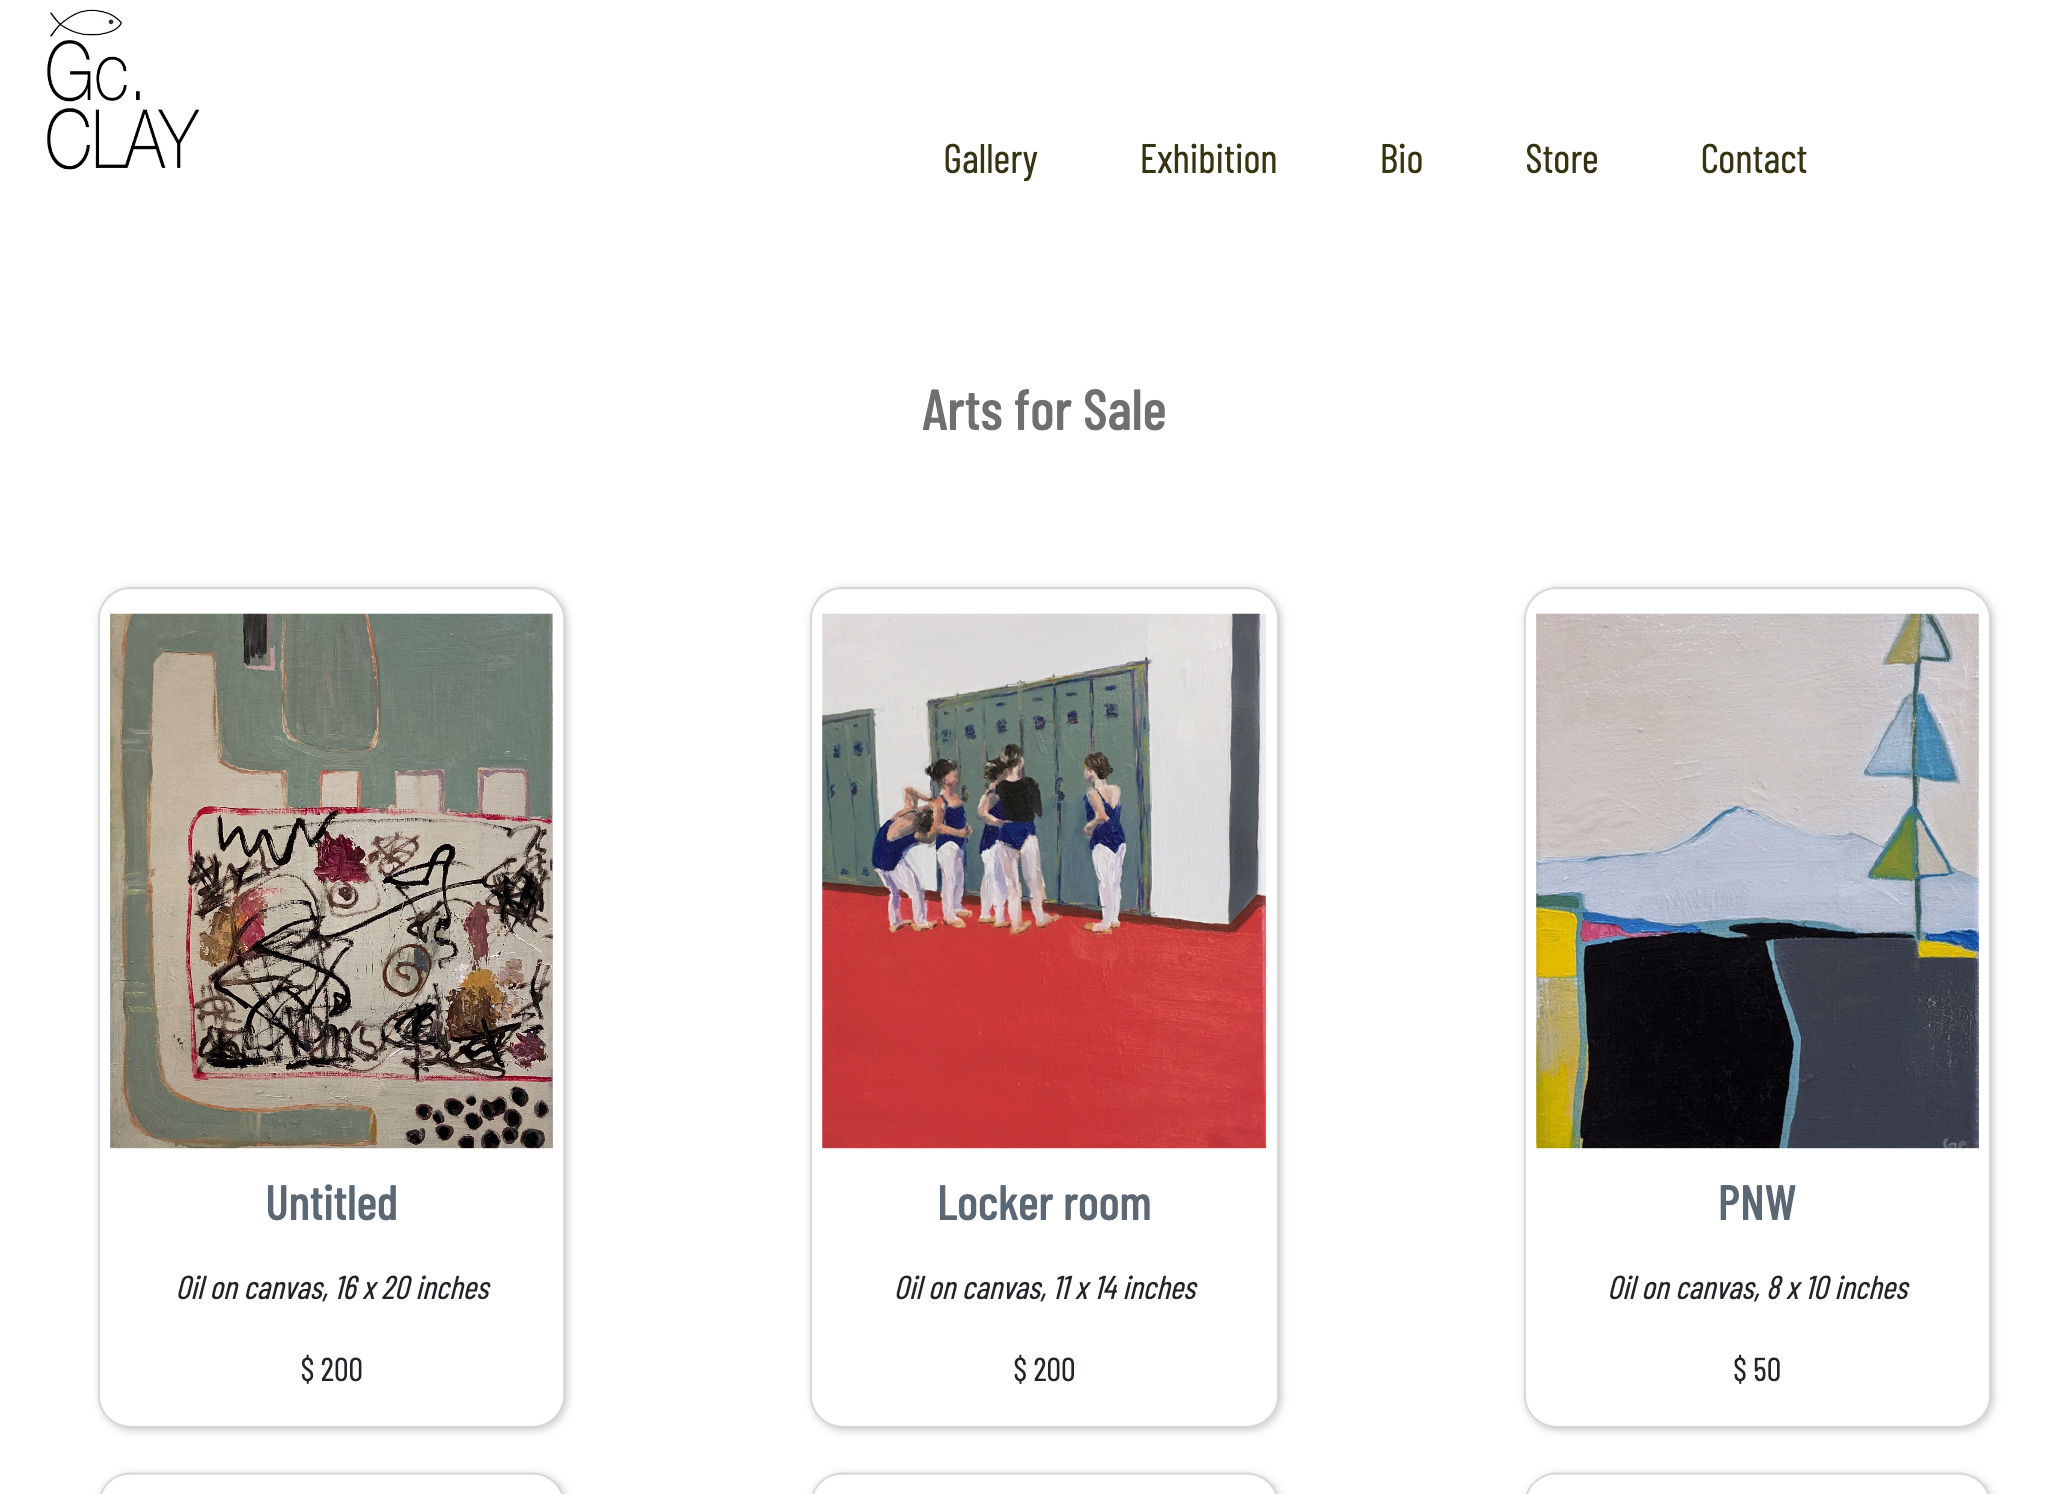 Gc.
CLAY
Gallery Exhibition Bio Store Contact
Arts for Sale
Untitled
Oil on canvas, 16 x 20 inches
$ 200
Locker room
Oil on canvas, 11 x 14 inches
$ 200
PNW
Oil on canvas, 8 x 10 inches
$ 50